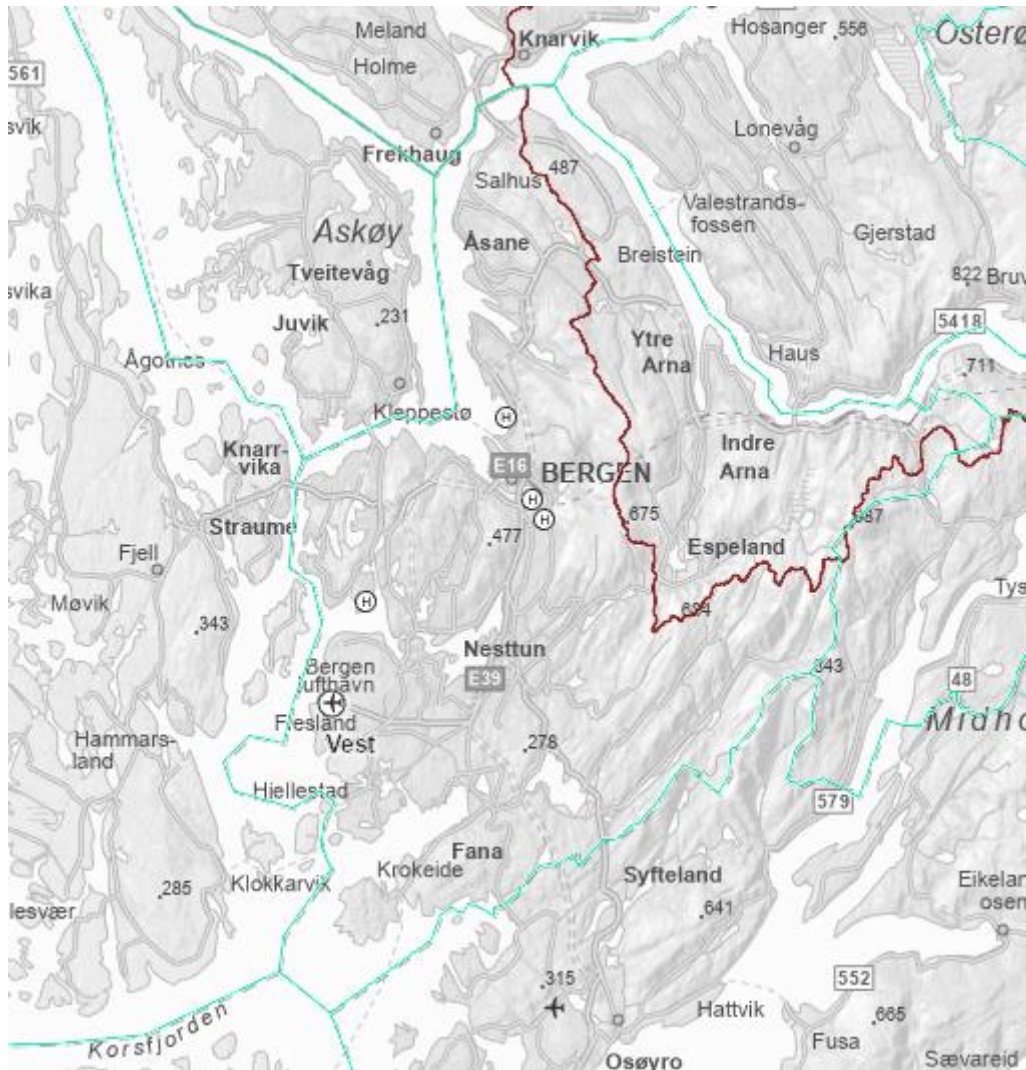 Meland
Knarvik
Hosanger
556
Osterø
Holme
561
svik
Frekhaug
Lonevåg
487
Salhus
Valestrands-
fossen
Askøy
Åsane
Breistein
Gjerstad
Tveitevåg
822
Bruv
svika
Juvik
231
Ytre
Arna
5418
Haus
Ågotnes
711
Kleppestø
H
Knarr-
vika
E16
BERGEN
Indre
Arna
H
H
Straume
675
687
477
Espeland
Fjell
Møvik
H
684
Tys
343
Nesttun
Bergen
lufthavn
E39
843
48
Flesland
Vest
Hammars-
land
278
Midho
Hjellestad
579
Fana
Krokeide
Klokkarvik
285
Syfteland
641
Eikelan
osen
lesvær
315
552
Hattvik
665
Korsfjorden
Fusa
Osøyro
Sævareid